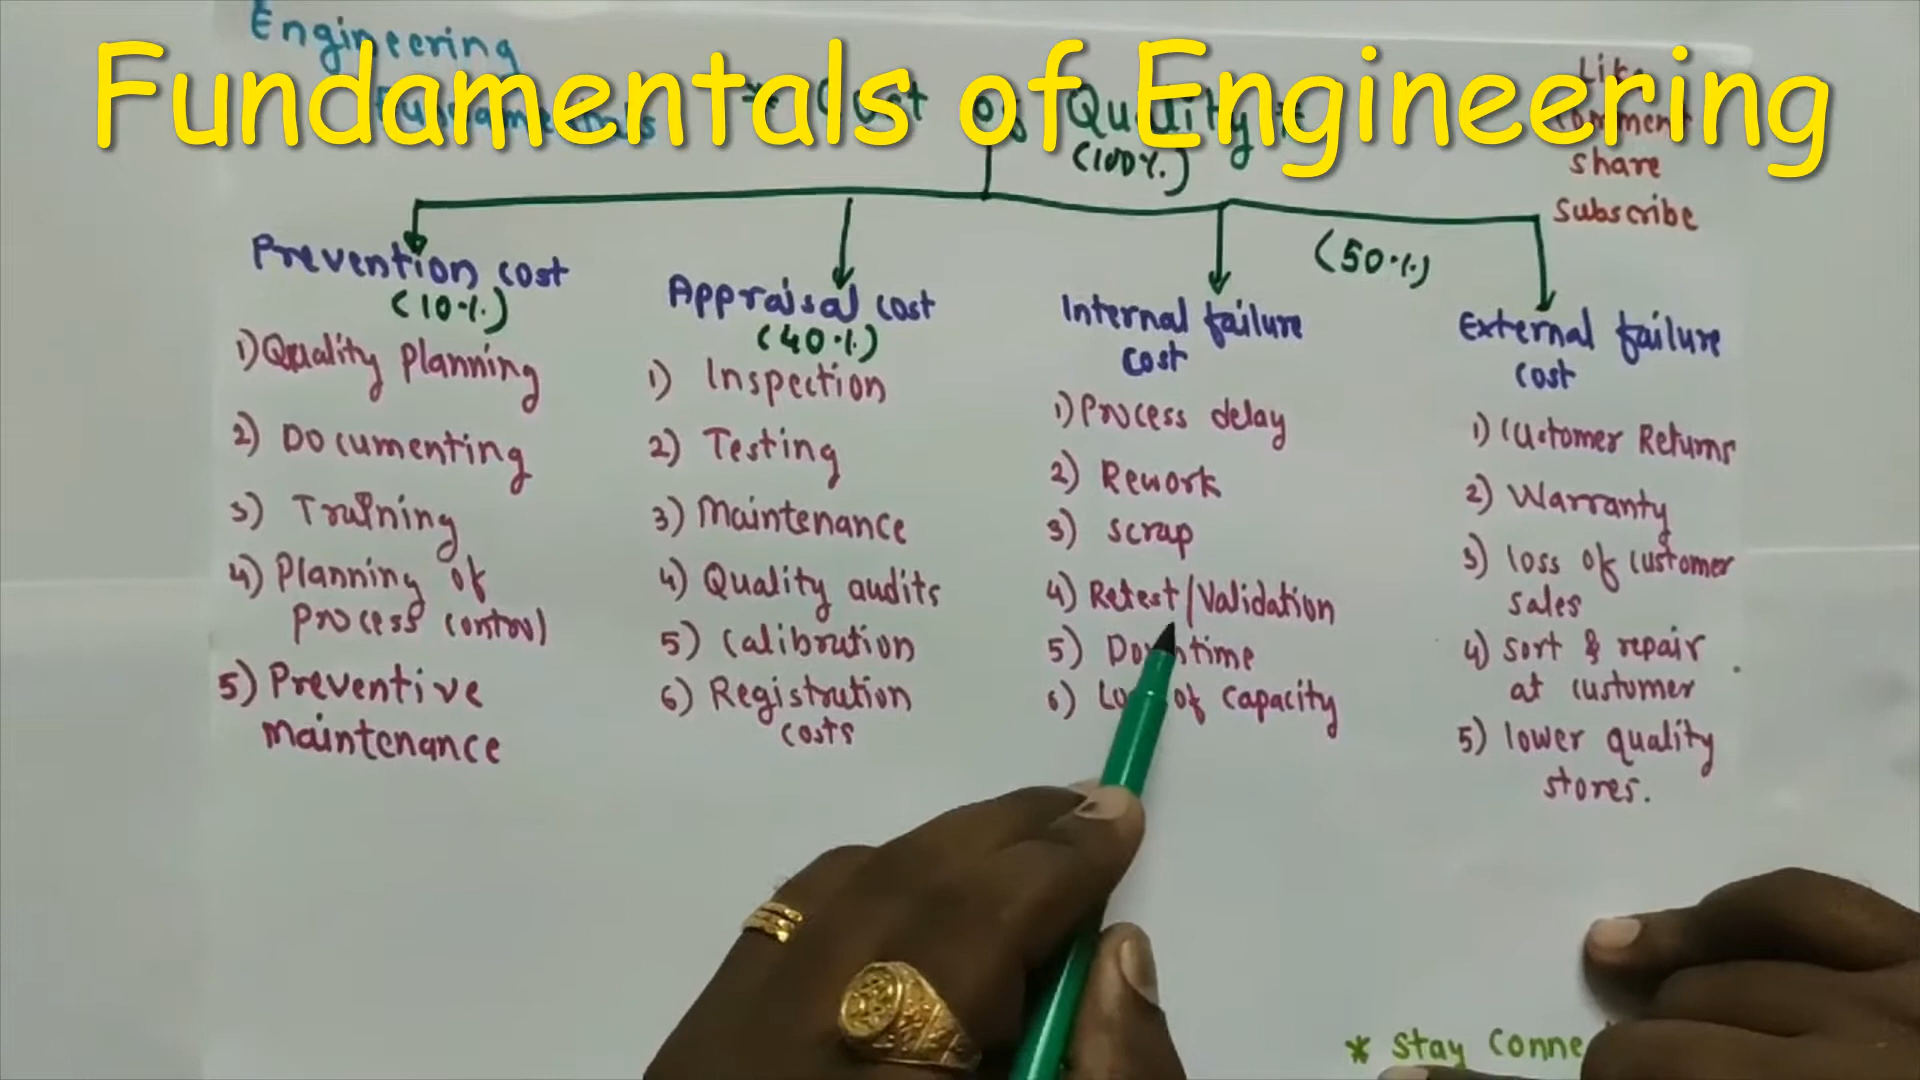 Fundamentals of Engineering
Engineering
Fundamentals
* Cost of Quality *
(100%)
Like
Comment
share
subscribe
Prevention cost
(10%)
1) Quality planning
2) Documenting
3) Training
4) Planning of
process control
5) Preventive
maintenance
Appraisal cost
(40%)
1) Inspection
2) Testing
3) Maintenance
4) Quality audits
5) Calibration
6) Registration
costs
(50%)
Internal failure
cost
1) Process delay
2) Rework
3) scrap
4) Retest/Validation
5) Downtime
6) of capacity
External failure
cost
1) Customer Returns
2) Warranty
3) loss of customer
sales
4) sort & repair
at customer
5) lower quality
stores.
* Stay